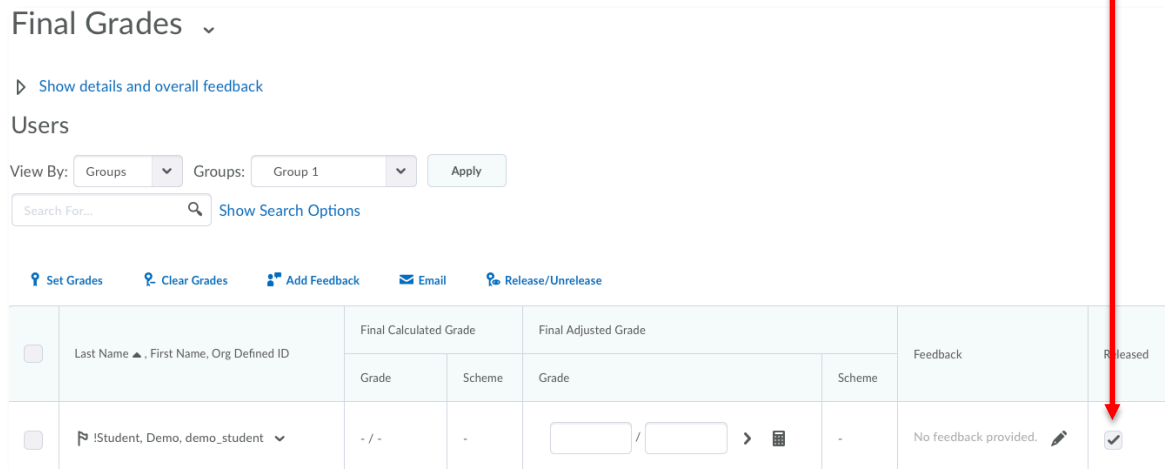 Final Grades
Show details and overall feedback
Users
View By: Groups Groups: Group 1 Apply
Search For... Show Search Options
Set Grades Clear Grades Add Feedback Email Release/Unrelease
Last Name , First Name, Org Defined ID Final Calculated Grade Final Adjusted Grade Feedback Released
Grade Scheme Grade Scheme
!Student, Demo, demo_student - / - - / - No feedback provided.